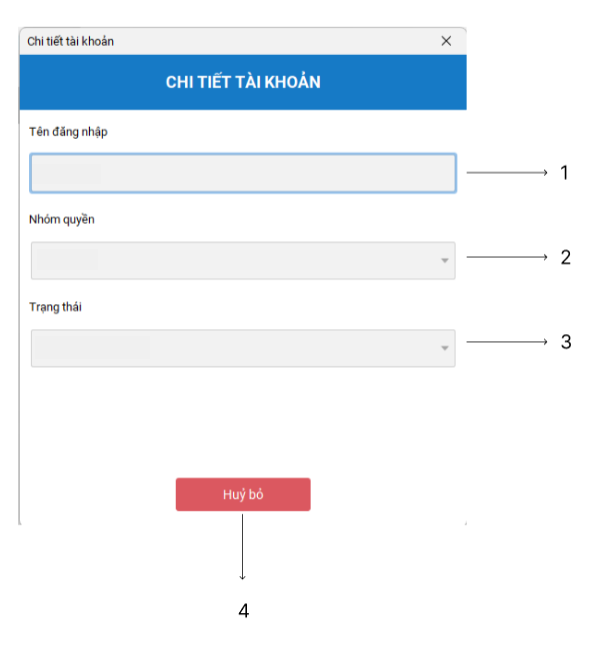 Chi tiết tài khoản
CHI TIẾT TÀI KHOẢN
Tên đăng nhập
1
Nhóm quyền
2
Trạng thái
3
Huỷ bỏ
4